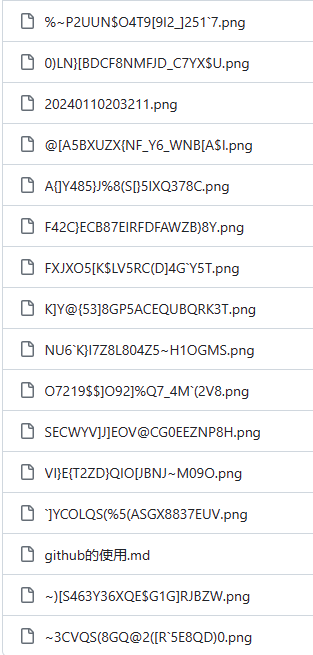 %~P2UUN$O4T9[9I2_]251`7.png
0)LN}[BDCF8NMFJD_C7YX$U.png
20240110203211.png
@[A5BXUZX{NF_Y6_WNB[A$I.png
A{]Y485}J%8(S[}5IXQ378C.png
F42C}ECB87EIRFDFAWZB)8Y.png
FXJXO5[K$LV5RC(D]4G`Y5T.png
K]Y@{53]8GP5ACEQUBQRK3T.png
NU6`K}I7Z8L804Z5~H1OGMS.png
O7219$$]O92]%Q7_4M`(2V8.png
SECWYV]J]EOV@CG0EEZNP8H.png
VI}E{T2ZD}QIO[JBNJ~M09O.png
`]YCOLQS(%5(ASGX8837EUV.png
github的使用.md
~)[S463Y36XQE$G1G]RJBZW.png
~3CVQS(8GQ@2([R`5E8QD)0.png